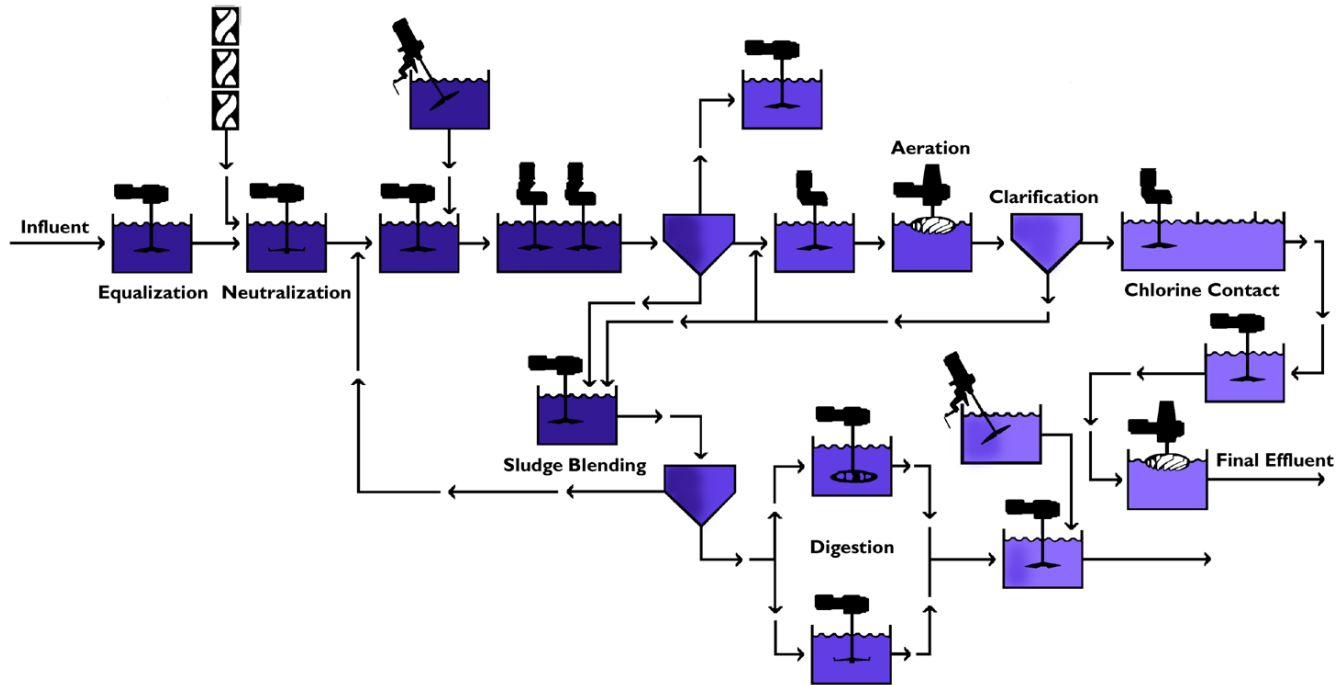 Aeration
Clarification
Influent
Equalization
Neutralization
Chlorine Contact
Sludge Blending
Final Effluent
Digestion